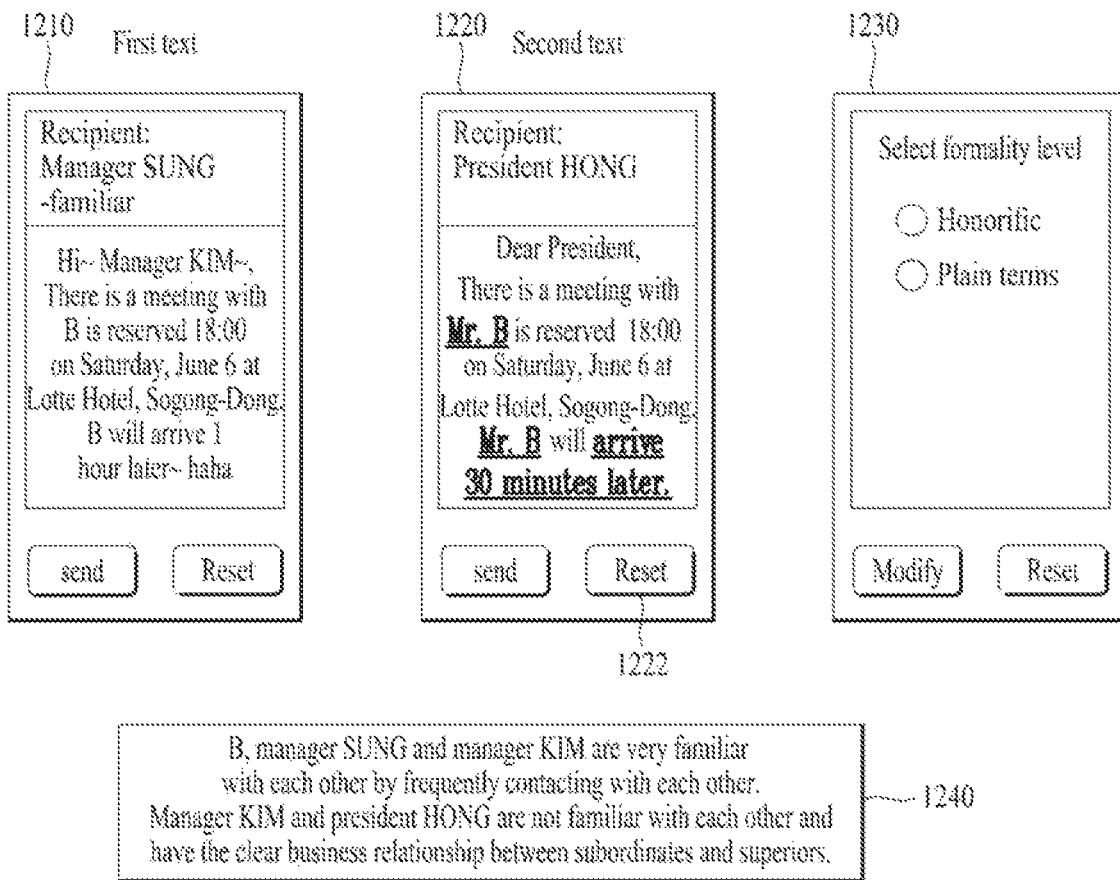 1210
First text
Recipient:
Manager SUNG
-familiar
Hi~ Manager KIM~,
There is a meeting with
B is reserved 18:00
on Saturday, June 6 at
Lotte Hotel, Sogong-Dong.
B will arrive 1
hour later~ haha
send
Reset
1220
Second text
Recipient:
President HONG
Dear President,
There is a meeting with
Mr. B is reserved 18:00
on Saturday, June 6 at
Lotte Hotel, Sogong-Dong.
Mr. B will arrive
30 minutes later.
send
Reset
1222
1230
Select formality level
Honorific
Plain terms
Modify
Reset
B, manager SUNG and manager KIM are very familiar
with each other by frequently contacting with each other.
Manager KIM and president HONG are not familiar with each other and
have the clear business relationship between subordinates and superiors.
1240